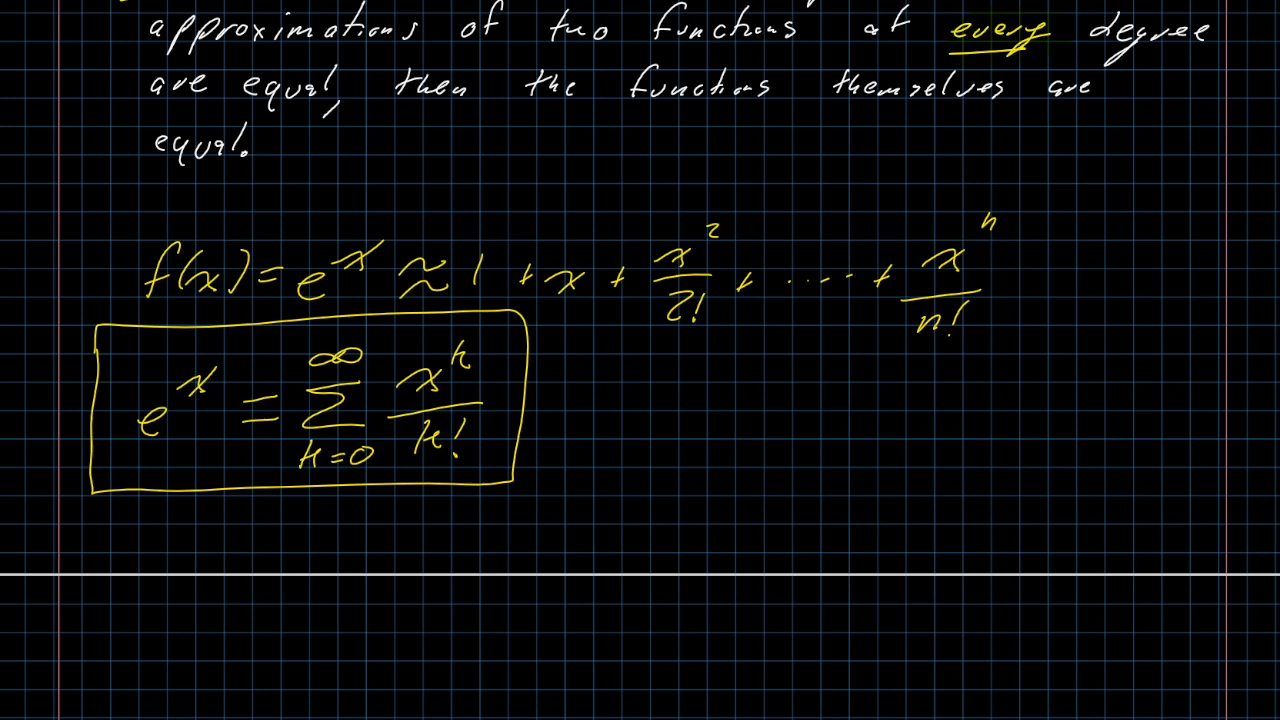 approximations of two functions at every degree
are equal, then the functions themselves are
equal.
f(x) = e^x ≈ 1 + x + x^2/2! + ... + x^n/n!
e^x = ∑_{k=0}^{∞} x^k/k!